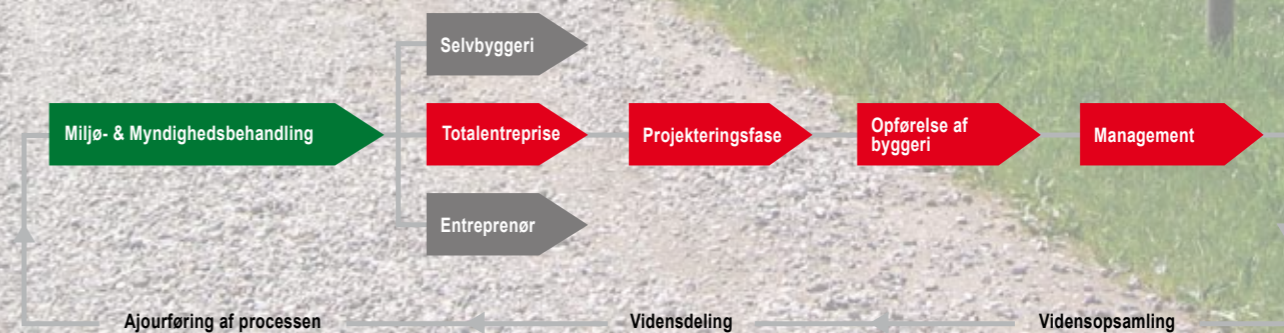 Selvbyggeri
Miljø- & Myndighedsbehandling
Totalentreprise
Projekteringsfase
Opførelse af
byggeri
Management
Entreprenør
Ajourføring af processen
Vidensdeling
Vidensopsamling